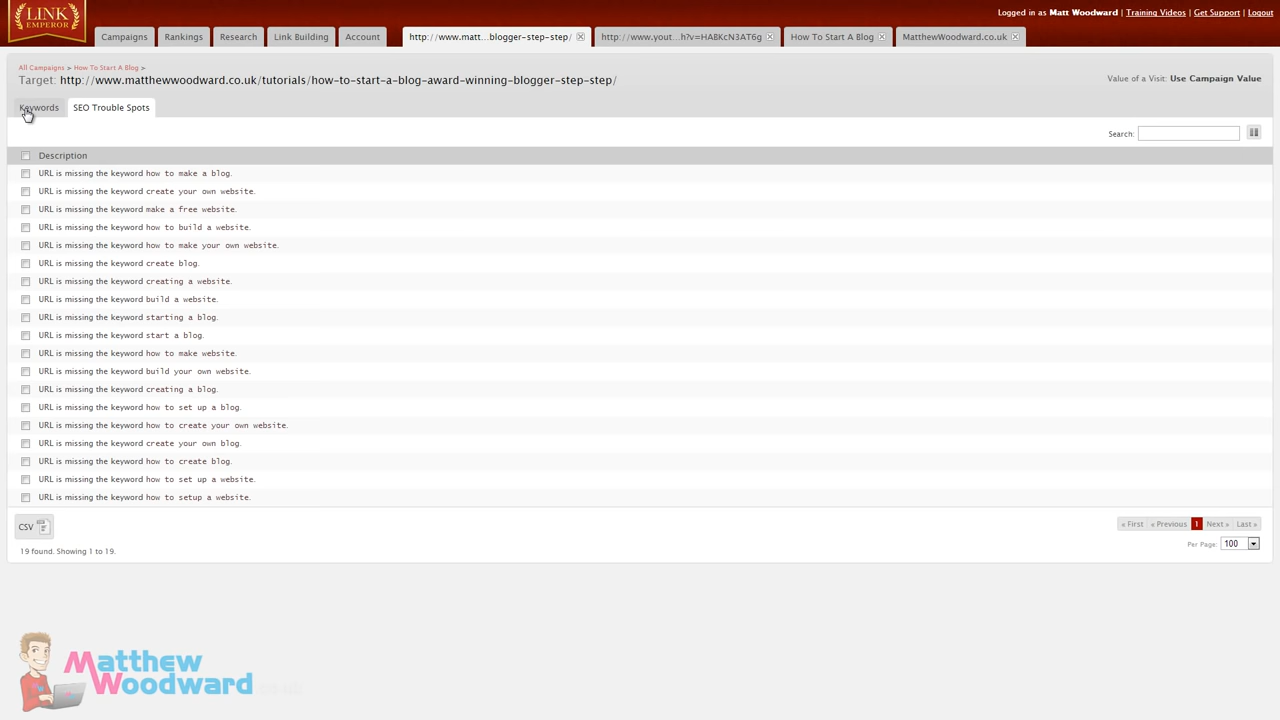 LINK
EMPEROR
Logged in as Matt Woodward | Training Videos | Get Support | Logout
Campaigns Rankings Research Link Building Account http://www.matt...blogger-step-step/ http://www.yout...h?v=HABKcN3AT6g How To Start A Blog MatthewWoodward.co.uk
All Campaigns > How To Start A Blog >
Target: http://www.matthewwoodward.co.uk/tutorials/how-to-start-a-blog-award-winning-blogger-step-step/
Value of a Visit: Use Campaign Value
Keywords SEO Trouble Spots
Search:
Description
URL is missing the keyword how to make a blog.
URL is missing the keyword create your own website.
URL is missing the keyword make a free website.
URL is missing the keyword how to build a website.
URL is missing the keyword how to make your own website.
URL is missing the keyword create blog.
URL is missing the keyword creating a website.
URL is missing the keyword build a website.
URL is missing the keyword starting a blog.
URL is missing the keyword start a blog.
URL is missing the keyword how to make website.
URL is missing the keyword build your own website.
URL is missing the keyword creating a blog.
URL is missing the keyword how to set up a blog.
URL is missing the keyword how to create your own website.
URL is missing the keyword create your own blog.
URL is missing the keyword how to create blog.
URL is missing the keyword how to set up a website.
URL is missing the keyword how to setup a website.
CSV
« First « Previous 1 Next » Last »
Per Page: 100
19 found. Showing 1 to 19.
Matthew
Woodward.co.uk